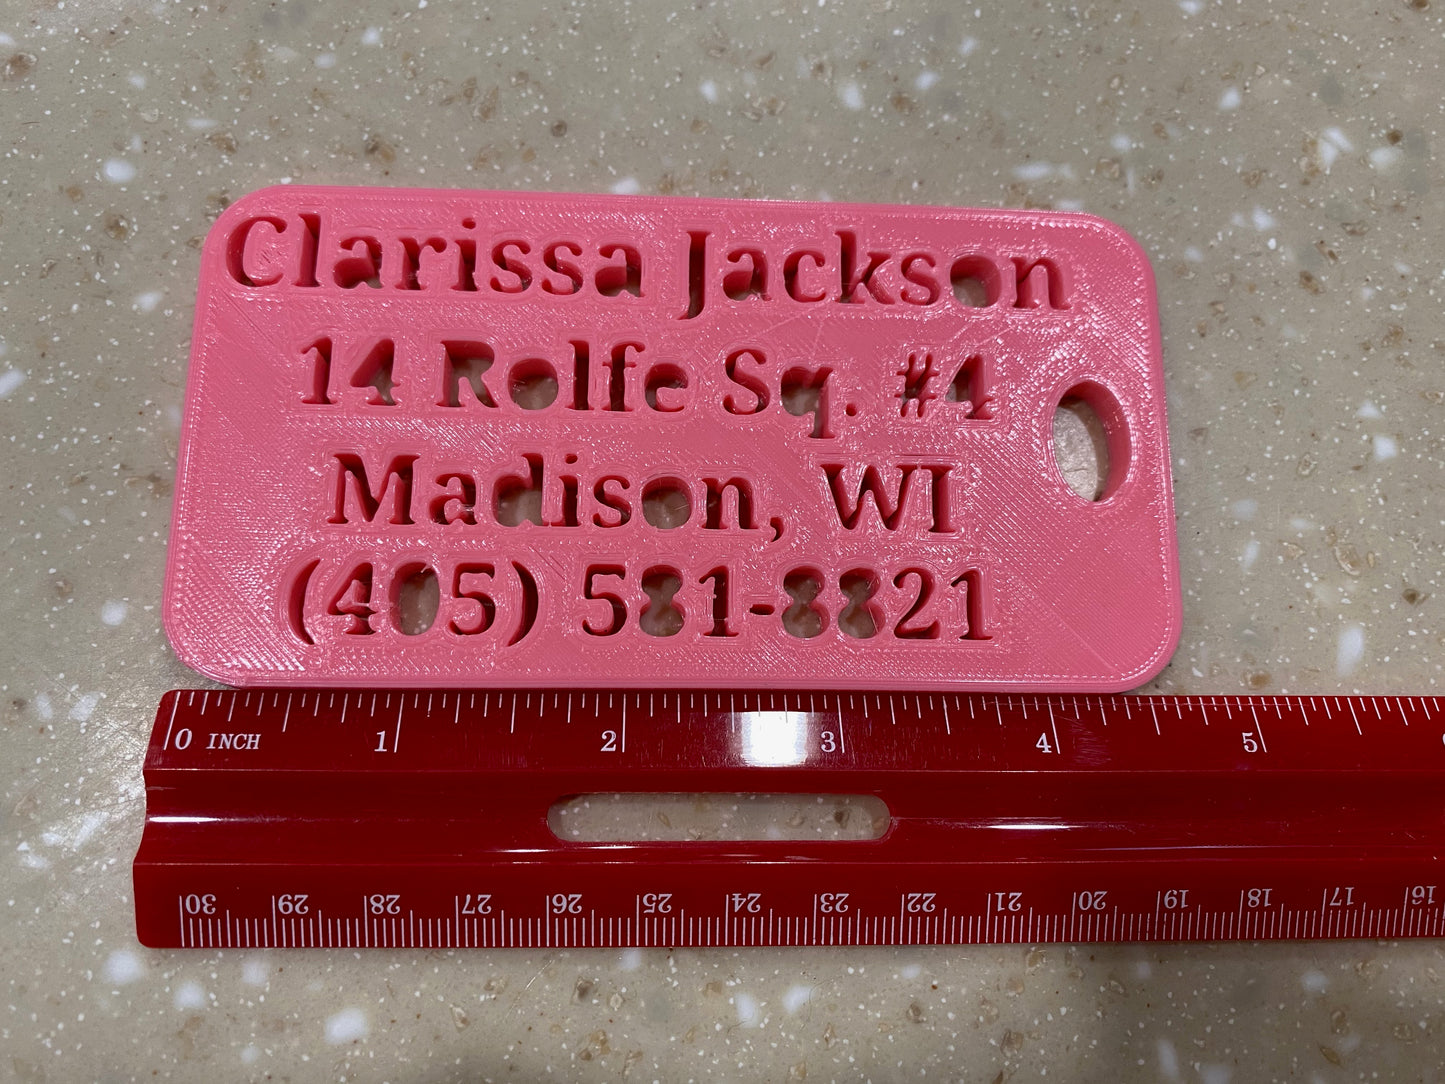 Clarissa Jackson
14 Rolfe Sq. #4
Madison, WI
(405) 581-8821
0 INCH 1 2 3 4 5
30 29 28 27 26 25 24 23 22 21 20 19 18 17 16